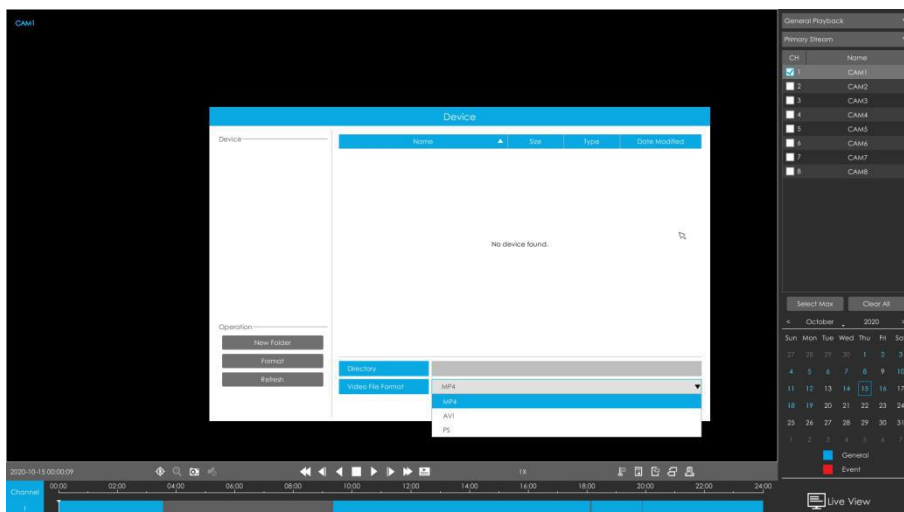 CAM1
General Playback
Primary Stream
CH Name
1 CAM1
2 CAM2
3 CAM3
4 CAM4
5 CAM5
6 CAM6
7 CAM7
8 CAM8
Select Max Clear All
< October 2020 >
Sun Mon Tue Wed Thu Fri Sat
27 28 29 30 1 2 3
4 5 6 7 8 9 10
11 12 13 14 15 16 17
18 19 20 21 22 23 24
25 26 27 28 29 30 31
1 2 3 4 5 6 7
General
Event
Live View
Device
Device
Name Size Type Date Modified
No device found.
Operation
New Folder
Format
Refresh
Directory
Video File Format MP4
MP4
AVI
PS
2020-10-15 00:00:09 1X
Channel 00:00 02:00 04:00 06:00 08:00 10:00 12:00 14:00 16:00 18:00 20:00 22:00 24:00
1